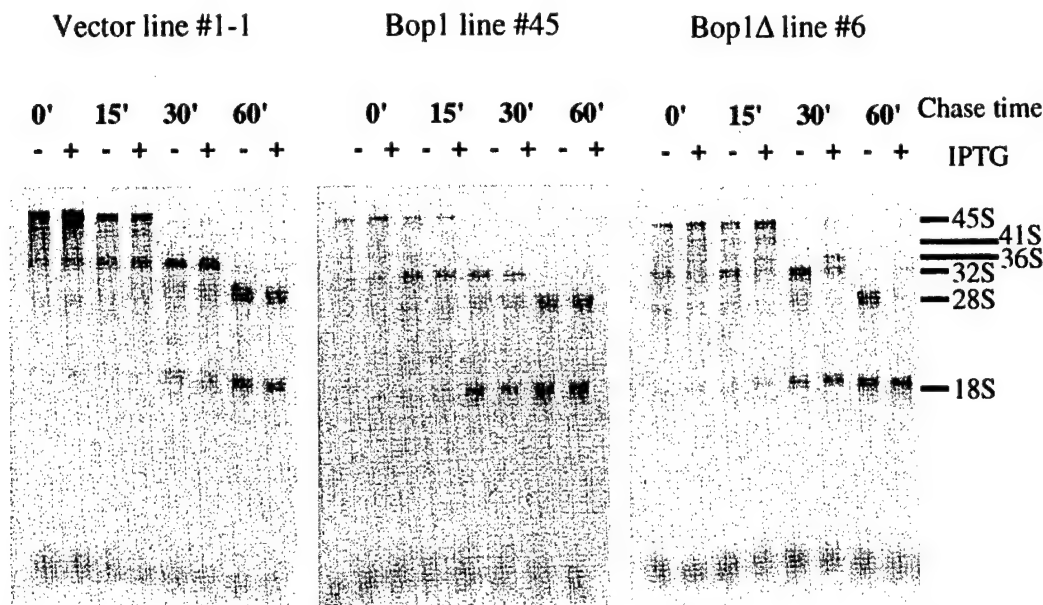 Vector line #1-1 Bop1 line #45 Bop1Δ line #6
0' 15' 30' 60' 0' 15' 30' 60' 0' 15' 30' 60' Chase time
- + - + - + - + - + - + - + - + - + - + - + - + IPTG
45S
41S
36S
32S
28S
18S